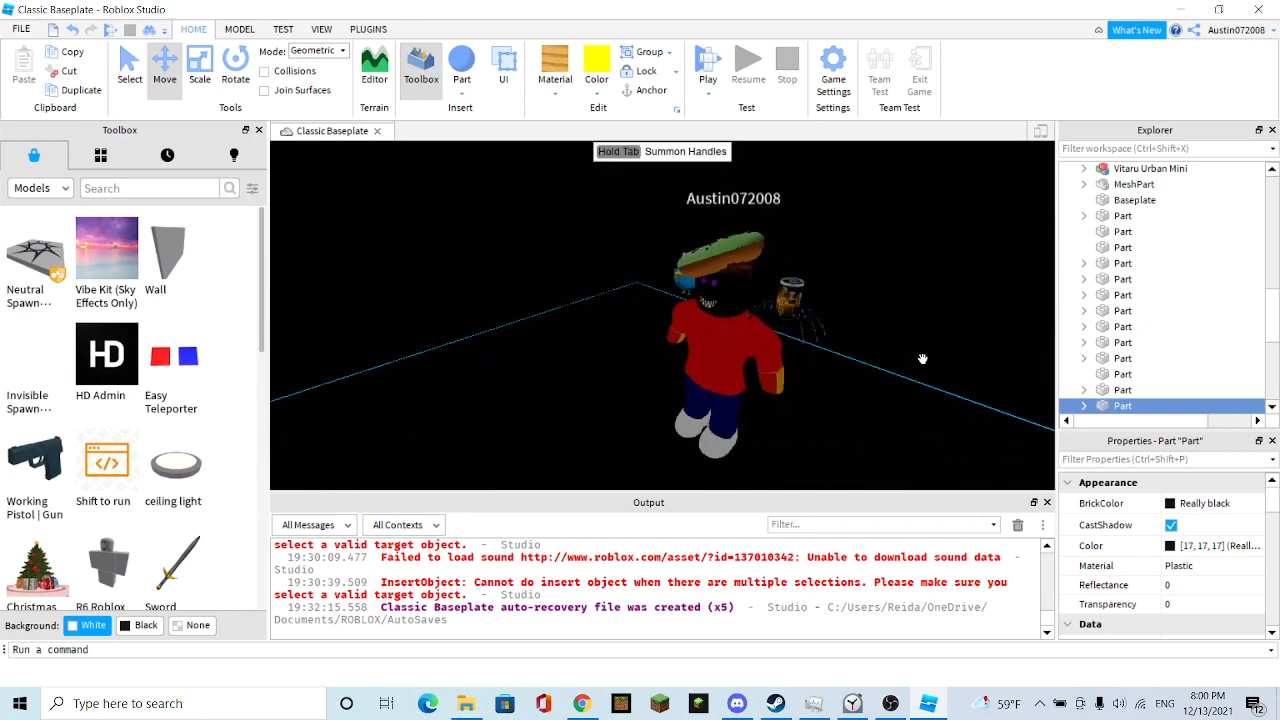 Classic Baseplate - Roblox Studio
FILE HOME MODEL TEST VIEW PLUGINS What's New Austin072008
Paste Copy Cut Duplicate Clipboard
Select Move Scale Rotate Mode: Geometric Collisions Join Surfaces Tools
Editor Terrain
Toolbox Part UI Insert
Material Color Group Lock Anchor Edit
Play Resume Stop Test
Game Settings Settings
Team Test Exit Game Team Test
Toolbox
Models Search
Neutral Spawn...
Vibe Kit (Sky Effects Only)
Wall
Invisible Spawn...
HD
HD Admin
Easy Teleporter
Working Pistol | Gun
Shift to run
ceiling light
Christmas
R6 Roblox
Sword
Background: White Black None
Classic Baseplate
Hold Tab Summon Handles
Austin072008
Output
All Messages All Contexts Filter...
select a valid target object. - Studio
19:30:09.477 Failed to load sound http://www.roblox.com/asset/?id=137010342: Unable to download sound data -
Studio
19:30:39.509 InsertObject: Cannot do insert object when there are multiple selections. Please make sure you
select a valid target object. - Studio
19:32:15.558 Classic Baseplate auto-recovery file was created (x5) - Studio - C:/Users/Reida/OneDrive/
Documents/ROBLOX/AutoSaves
Explorer
Filter workspace (Ctrl+Shift+X)
Vitaru Urban Mini
MeshPart
Baseplate
Part
Part
Part
Part
Part
Part
Part
Part
Part
Part
Part
Part
Part
Properties - Part "Part"
Filter Properties (Ctrl+Shift+P)
Appearance
BrickColor Really black
CastShadow
Color [17, 17, 17] (Reall...
Material Plastic
Reflectance 0
Transparency 0
Data
Run a command
Type here to search
59°F
12:00 PM
12/13/2021
12